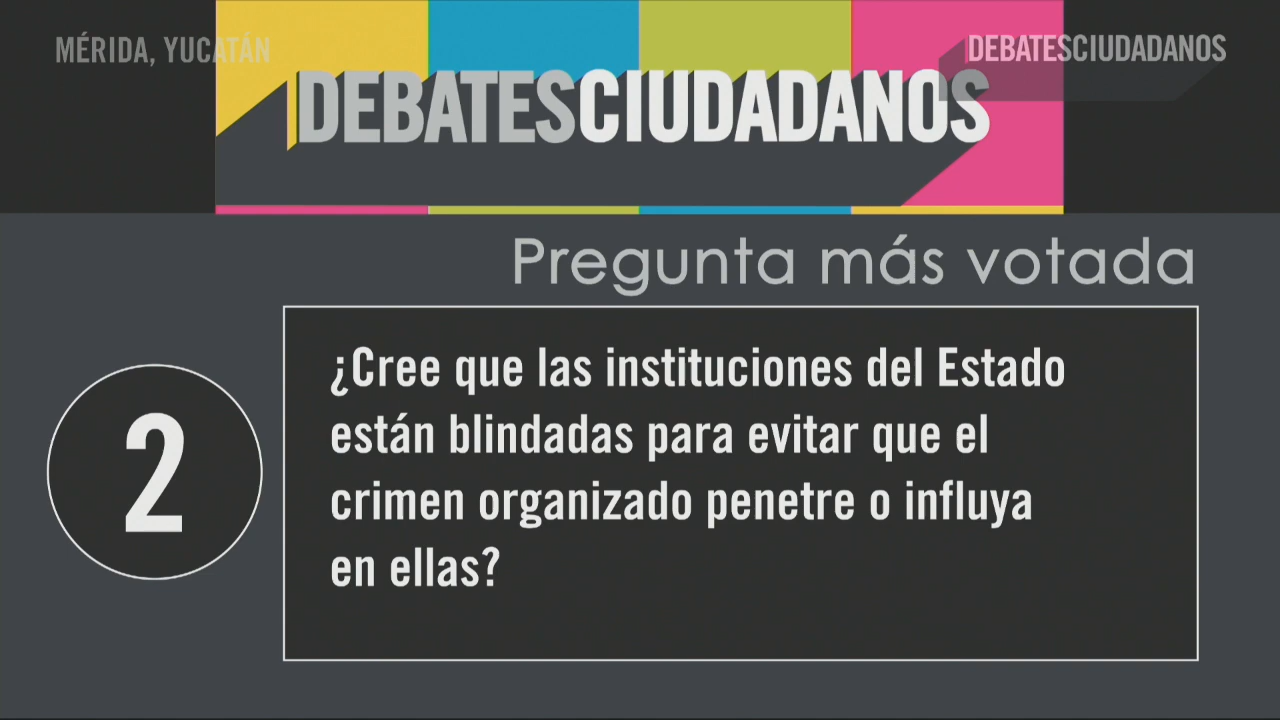 MÉRIDA, YUCATÁN
DEBATESCIUDADANOS
DEBATESCIUDADANOS
Pregunta más votada
2
¿Cree que las instituciones del Estado
están blindadas para evitar que el
crimen organizado penetre o influya
en ellas?